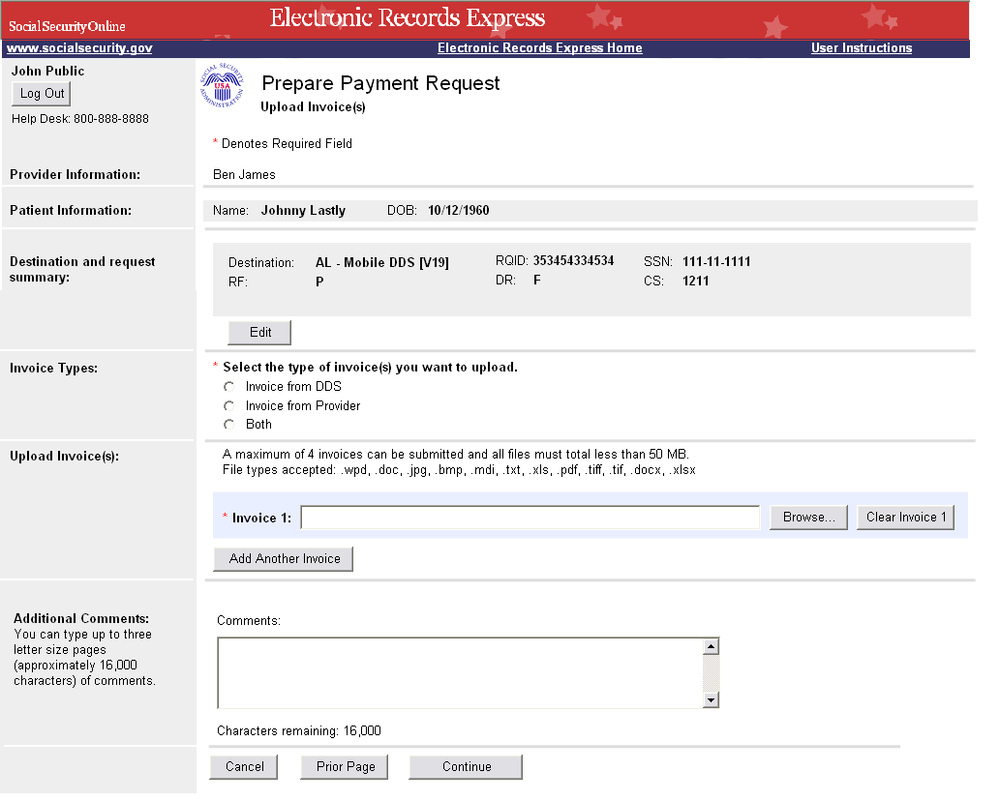 Social Security Online
Electronic Records Express
www.socialsecurity.gov Electronic Records Express Home User Instructions
John Public
Log Out
Help Desk: 800-888-8888
SOCIAL SECURITY ADMINISTRATION
USA
Prepare Payment Request
Upload Invoice(s)
* Denotes Required Field
Provider Information: Ben James
Patient Information: Name: Johnny Lastly DOB: 10/12/1960
Destination and request
summary:
Destination: AL - Mobile DDS [V19] RQID: 353454334534 SSN: 111-11-1111
RF: P DR: F CS: 1211
Edit
Invoice Types: * Select the type of invoice(s) you want to upload.
Invoice from DDS
Invoice from Provider
Both
Upload Invoice(s): A maximum of 4 invoices can be submitted and all files must total less than 50 MB.
File types accepted: .wpd, .doc, .jpg, .bmp, .mdi, .txt, .xls, .pdf, .tiff, .tif, .docx, .xlsx
* Invoice 1: Browse... Clear Invoice 1
Add Another Invoice
Additional Comments:
You can type up to three
letter size pages
(approximately 16,000
characters) of comments.
Comments:
Characters remaining: 16,000
Cancel Prior Page Continue